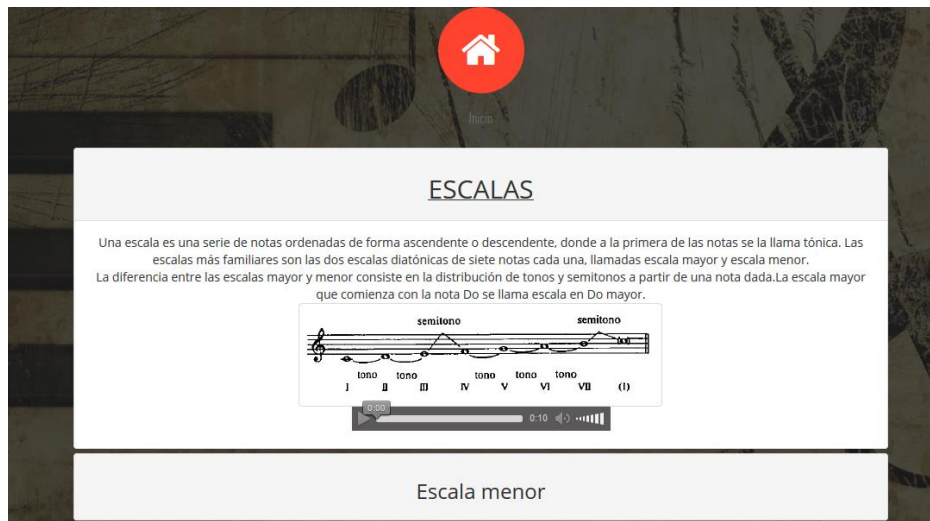 Inicio
ESCALAS
Una escala es una serie de notas ordenadas de forma ascendente o descendente, donde a la primera de las notas se la llama tónica. Las
escalas más familiares son las dos escalas diatónicas de siete notas cada una, llamadas escala mayor y escala menor.
La diferencia entre las escalas mayor y menor consiste en la distribución de tonos y semitonos a partir de una nota dada.La escala mayor
que comienza con la nota Do se llama escala en Do mayor.
semitono semitono
tono tono tono tono tono
I II III IV V VI VII (I)
0:00
0:10
Escala menor